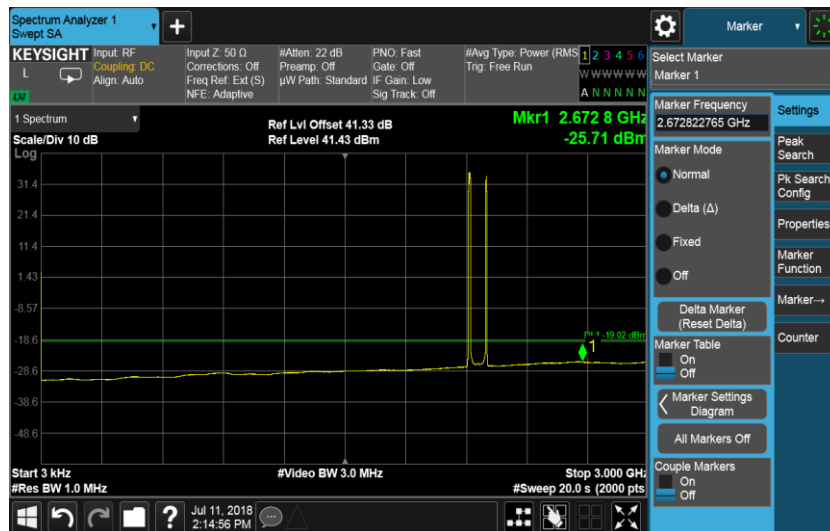 Spectrum Analyzer 1
Swept SA
+
Marker
KEYSIGHT
L
LXI
Input: RF
Coupling: DC
Align: Auto
Input Z: 50 Ω
Corrections: Off
Freq Ref: Ext (S)
NFE: Adaptive
#Atten: 22 dB
Preamp: Off
µW Path: Standard
PNO: Fast
Gate: Off
IF Gain: Low
Sig Track: Off
#Avg Type: Power (RMS
Trig: Free Run
1 2 3 4 5 6
W W W W W W
A N N N N N
Select Marker
Marker 1
1 Spectrum
Scale/Div 10 dB
Log
Ref Lvl Offset 41.33 dB
Ref Level 41.43 dBm
Mkr1 2.672 8 GHz
-25.71 dBm
31.4
21.4
11.4
1.43
-8.57
-18.6
-28.6
-38.6
-48.6
DL1 -19.02 dBm
1
Start 3 kHz
#Res BW 1.0 MHz
#Video BW 3.0 MHz
Stop 3.000 GHz
#Sweep 20.0 s (2000 pts
Marker Frequency
2.672822765 GHz
Marker Mode
Normal
Delta (Δ)
Fixed
Off
Delta Marker
(Reset Delta)
Marker Table
On
Off
Marker Settings
Diagram
All Markers Off
Couple Markers
On
Off
Settings
Peak
Search
Pk Search
Config
Properties
Marker
Function
Marker→
Counter
?
Jul 11, 2018
2:14:56 PM